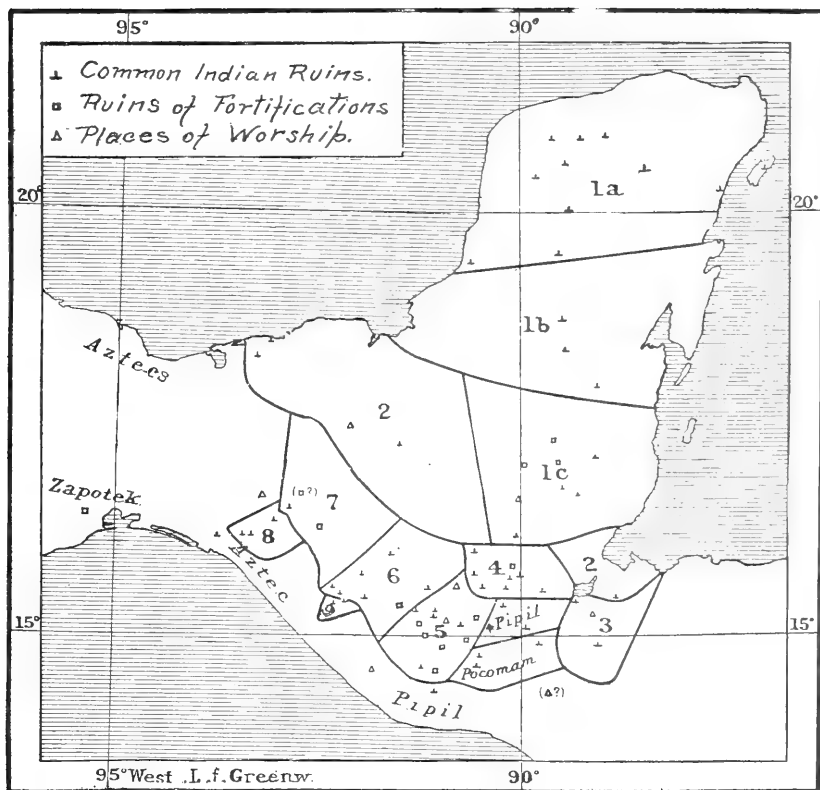 95° 90°
Common Indian Ruins.
Ruins of Fortifications
Places of Worship.
20° 1a 20°
1b
Aztecs
2
1c
Zapotek
(?) 7
8
Aztec
4 2
6
9
5 Pipil 3
15° 15°
Pocomam
Pipil (?)
95° West .L.f.Greenw. 90°